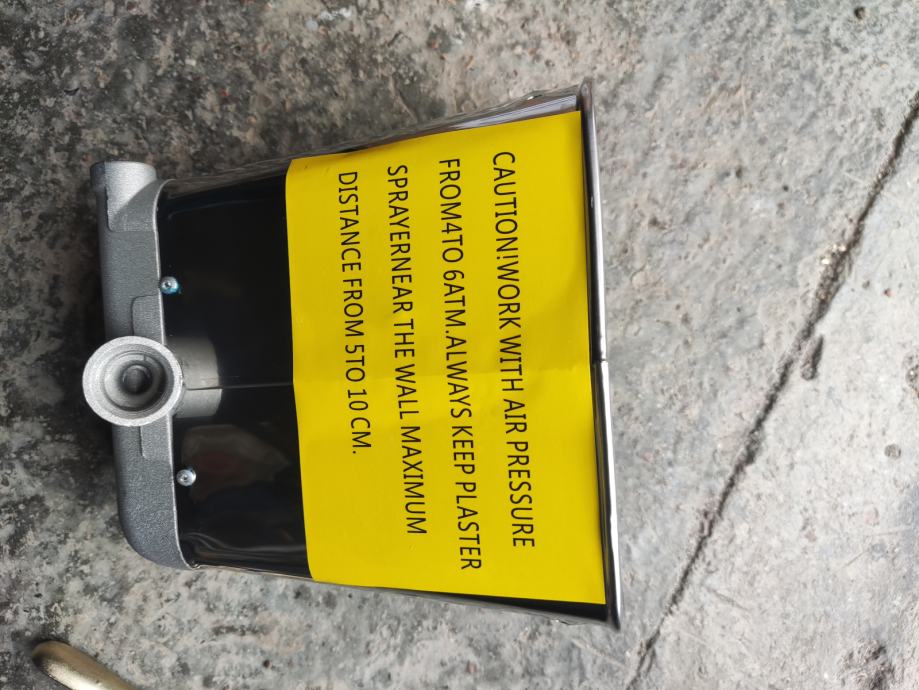 CAUTION!WORK WITH AIR PRESSURE
FROM4TO 6ATM.ALWAYS KEEP PLASTER
SPRAYERNEAR THE WALL MAXIMUM
DISTANCE FROM 5TO 10 CM.